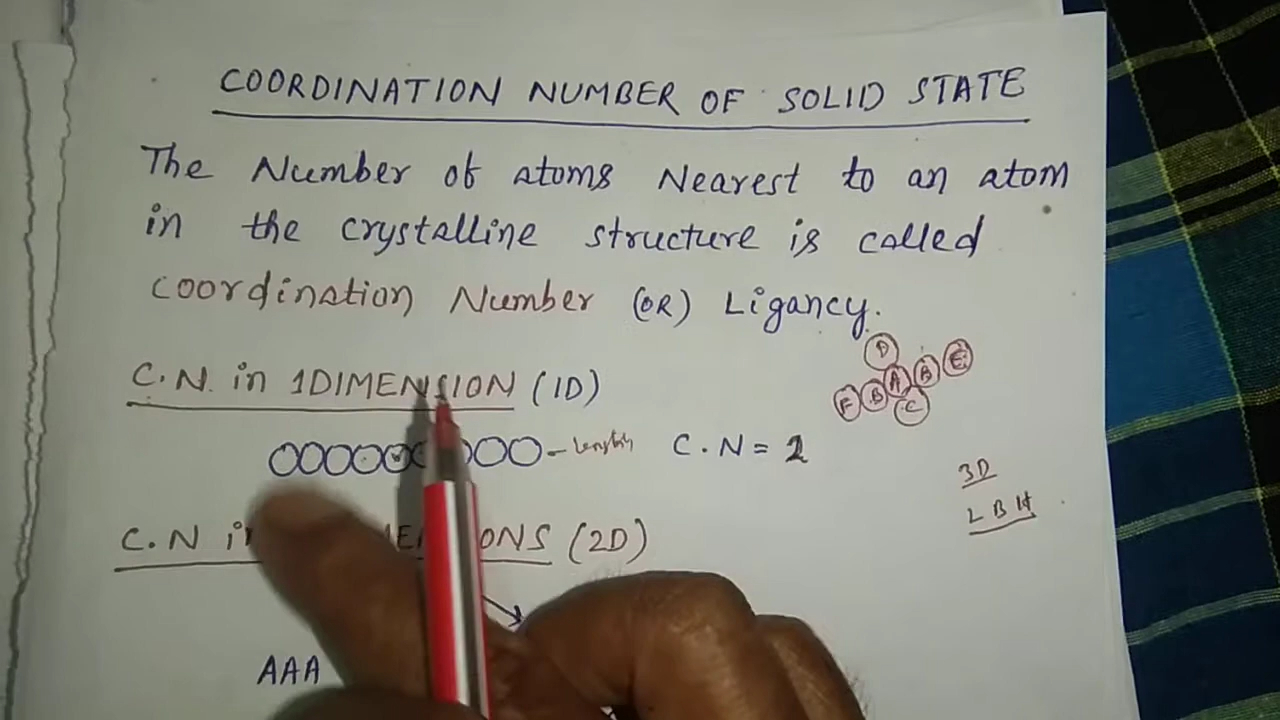 COORDINATION NUMBER OF SOLID STATE
The Number of atoms Nearest to an atom
in the crystalline structure is called
Coordination Number (OR) Ligancy.
C.N. in 1DIMENSION (1D)
D
F B A B E
C
length C.N = 2
3D
L B H
C.N in ONS (2D)
AAA